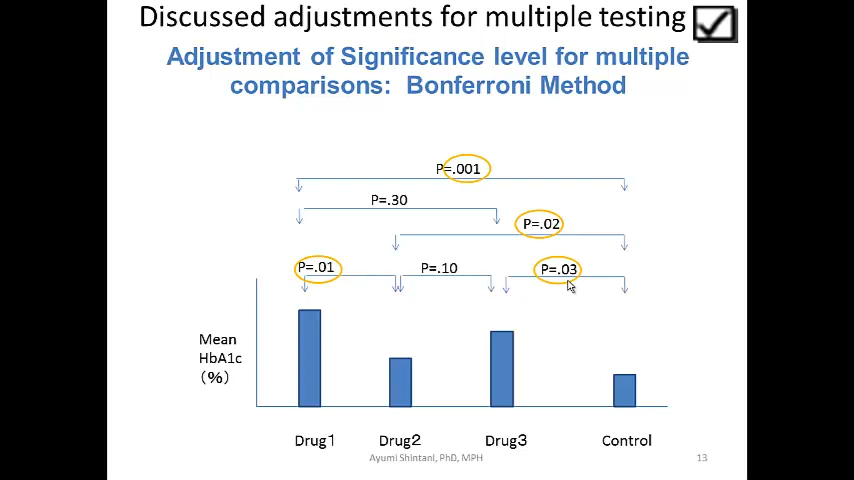 Discussed adjustments for multiple testing
Adjustment of Significance level for multiple
comparisons: Bonferroni Method
P=.001
P=.30
P=.02
P=.01
P=.10
P=.03
Mean
HbA1c
（%）
Drug1
Drug2
Drug3
Control
Ayumi Shintani, PhD, MPH
13